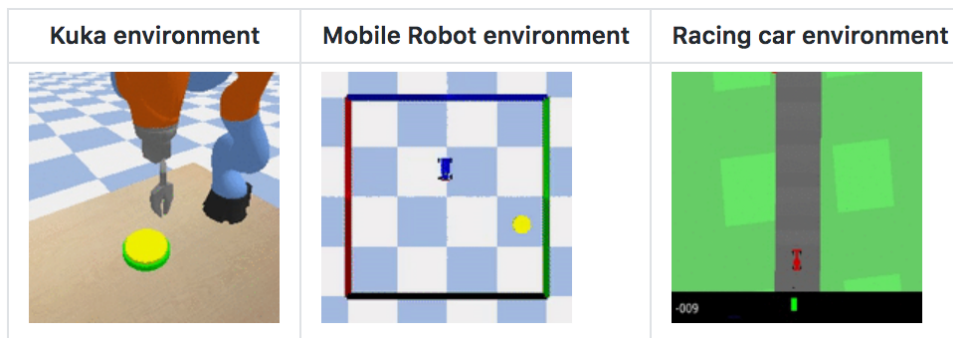 Kuka environment
Mobile Robot environment
Racing car environment
-009